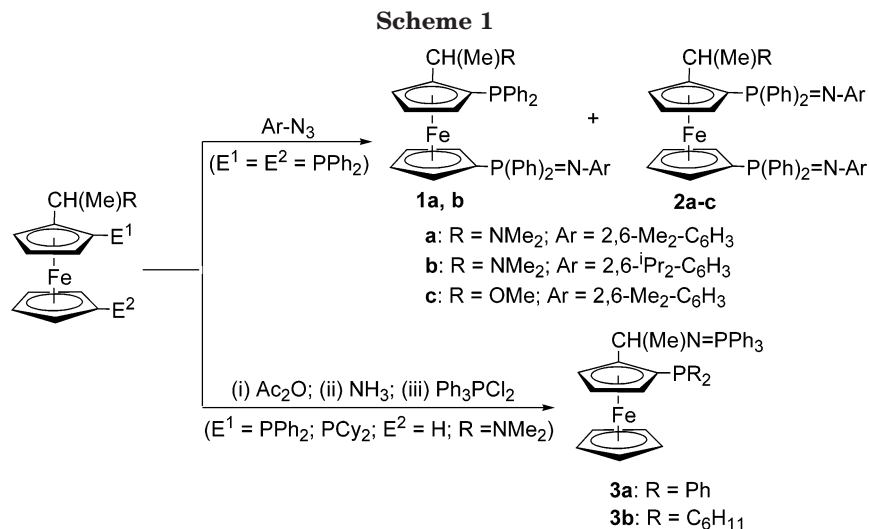 Scheme 1
CH(Me)R
E¹
Fe
E²
Ar-N₃
(E¹ = E² = PPh₂)
CH(Me)R
PPh₂
Fe
P(Ph)₂=N-Ar
1a, b
+
CH(Me)R
P(Ph)₂=N-Ar
Fe
P(Ph)₂=N-Ar
2a-c
a: R = NMe₂; Ar = 2,6-Me₂-C₆H₃
b: R = NMe₂; Ar = 2,6-ⁱPr₂-C₆H₃
c: R = OMe; Ar = 2,6-Me₂-C₆H₃
(i) Ac₂O; (ii) NH₃; (iii) Ph₃PCl₂
(E¹ = PPh₂; PCy₂; E² = H; R =NMe₂)
CH(Me)N=PPh₃
PR₂
Fe
3a: R = Ph
3b: R = C₆H₁₁